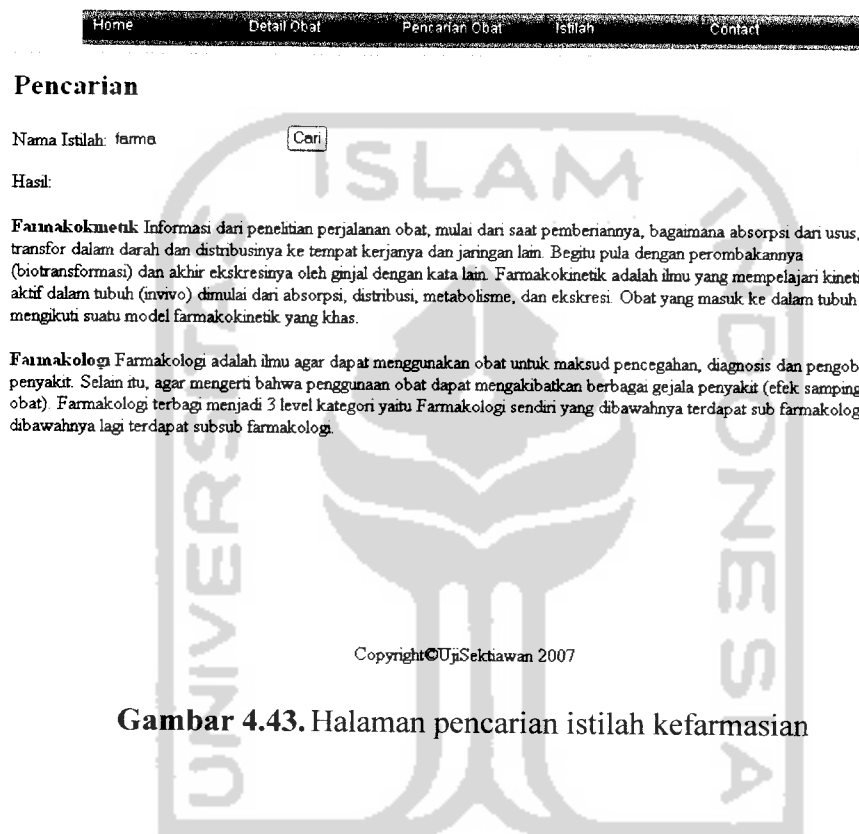 Home Detail Obat Pencarian Obat Istilah Contact
Pencarian
Nama Istilah: farma Cari
Hasil:
Farmakokinetik Informasi dari penelitian perjalanan obat, mulai dari saat pemberiannya, bagaimana absorpsi dari usus,
transfor dalam darah dan distribusinya ke tempat kerjanya dan jaringan lain. Begitu pula dengan perombakannya
(biotransformasi) dan akhir ekskresinya oleh ginjal dengan kata lain. Farmakokinetik adalah ilmu yang mempelajari kineti
aktif dalam tubuh (invivo) dimulai dari absorpsi, distribusi, metabolisme, dan ekskresi. Obat yang masuk ke dalam tubuh
mengikuti suatu model farmakokinetik yang khas.
Farmakologi Farmakologi adalah ilmu agar dapat menggunakan obat untuk maksud pencegahan, diagnosis dan pengob
penyakit. Selain itu, agar mengerti bahwa penggunaan obat dapat mengakibatkan berbagai gejala penyakit (efek samping
obat). Farmakologi terbagi menjadi 3 level kategori yaitu Farmakologi sendiri yang dibawahnya terdapat sub farmakolog
dibawahnya lagi terdapat subsub farmakologi.
Copyright©UjiSektiawan 2007
Gambar 4.43. Halaman pencarian istilah kefarmasian
UNIVERSITAS
ISLAM
INDONESIA